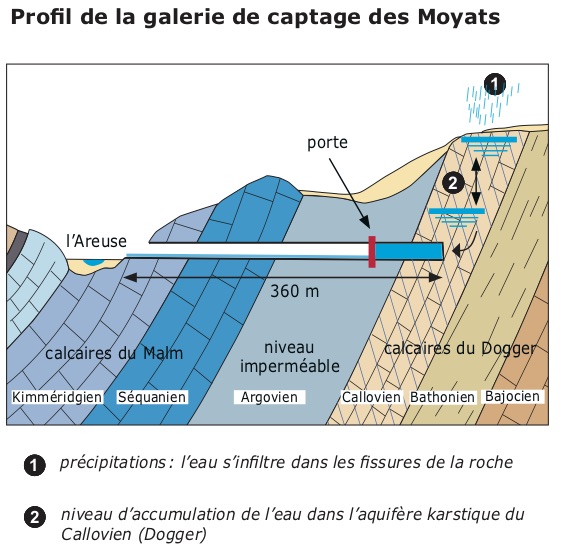 Profil de la galerie de captage des Moyats
1
porte
2
l’Areuse
360 m
calcaires du Malm
niveau
imperméable
calcaires du Dogger
Kimméridgien Séquanien Argovien Callovien Bathonien Bajocien
1 précipitations : l’eau s’infiltre dans les fissures de la roche
2 niveau d’accumulation de l’eau dans l’aquifère karstique du
Callovien (Dogger)